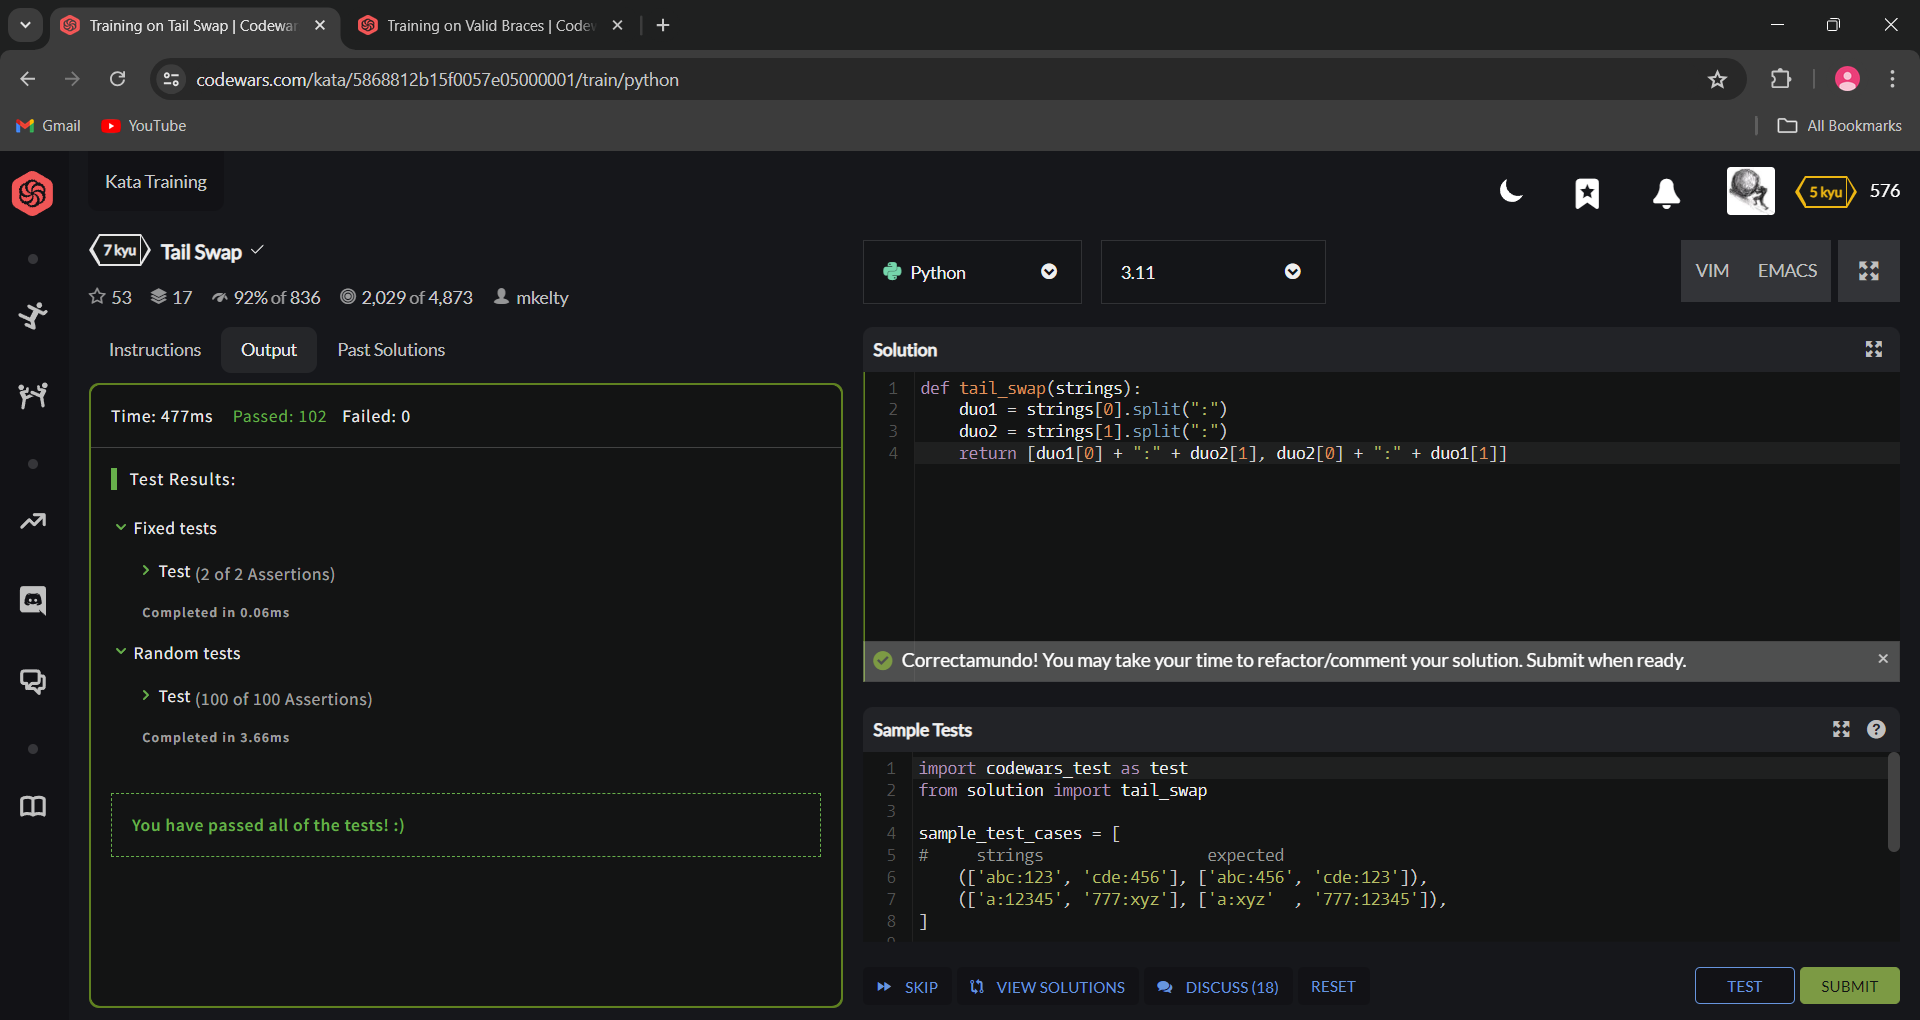 Training on Tail Swap | Codewar
Training on Valid Braces | Code
codewars.com/kata/5868812b15f0057e05000001/train/python
Gmail
YouTube
All Bookmarks
Kata Training
5 kyu
576
7 kyu
Tail Swap
53
17
92% of 836
2,029 of 4,873
mkelty
Python
3.11
VIM
EMACS
Instructions
Output
Past Solutions
Time: 477ms Passed: 102 Failed: 0
Test Results:
Fixed tests
Test (2 of 2 Assertions)
Completed in 0.06ms
Random tests
Test (100 of 100 Assertions)
Completed in 3.66ms
You have passed all of the tests! :)
Solution
1 def tail_swap(strings):
2 duo1 = strings[0].split(":")
3 duo2 = strings[1].split(":")
4 return [duo1[0] + ":" + duo2[1], duo2[0] + ":" + duo1[1]]
Correctamundo! You may take your time to refactor/comment your solution. Submit when ready.
Sample Tests
1 import codewars_test as test
2 from solution import tail_swap
3
4 sample_test_cases = [
5 # strings expected
6 (['abc:123', 'cde:456'], ['abc:456', 'cde:123']),
7 (['a:12345', '777:xyz'], ['a:xyz' , '777:12345']),
8 ]
SKIP
VIEW SOLUTIONS
DISCUSS (18)
RESET
TEST
SUBMIT